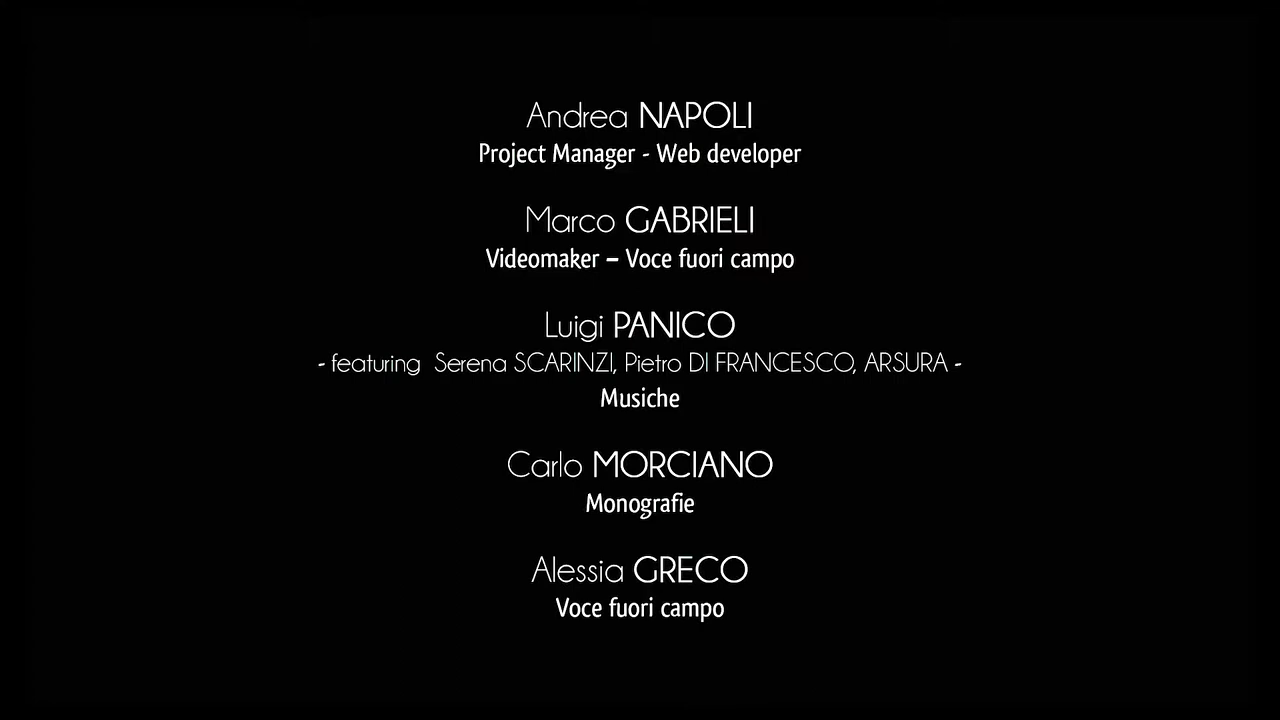 Andrea NAPOLI
Project Manager - Web developer
Marco GABRIELI
Videomaker – Voce fuori campo
Luigi PANICO
- featuring Serena SCARINZI, Pietro DI FRANCESCO, ARSURA -
Musiche
Carlo MORCIANO
Monografie
Alessia GRECO
Voce fuori campo